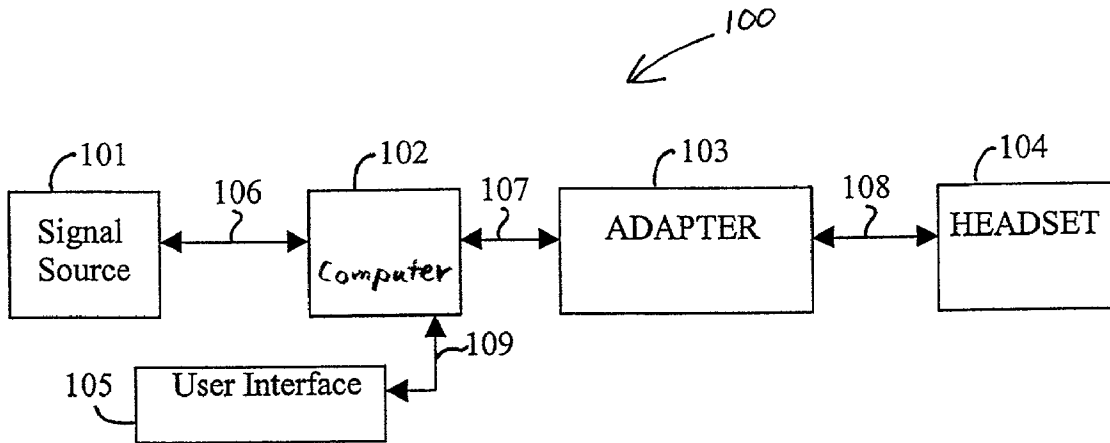 100
101
102
103
104
106
107
108
Signal
Source
Computer
ADAPTER
HEADSET
109
105
User Interface